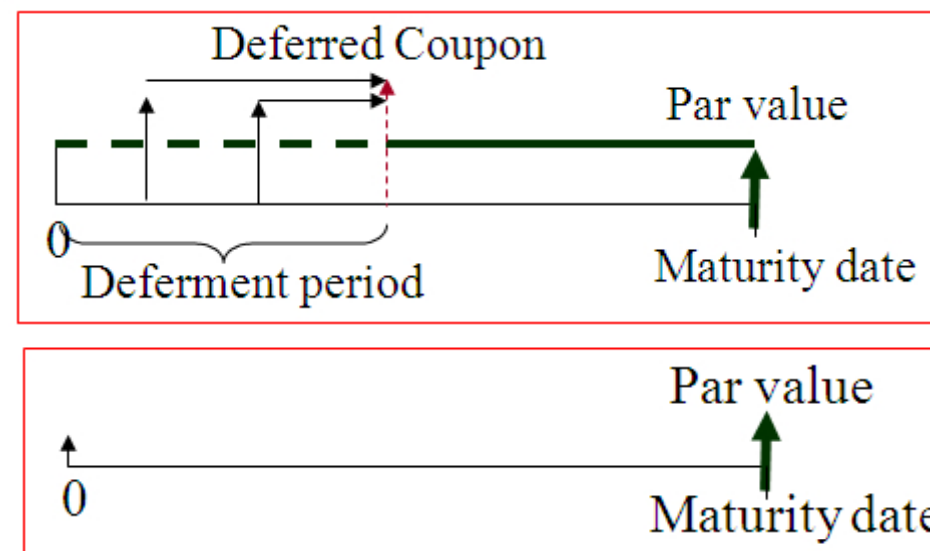 Deferred Coupon
Par value
0
Deferment period
Maturity date
Par value
0
Maturity date